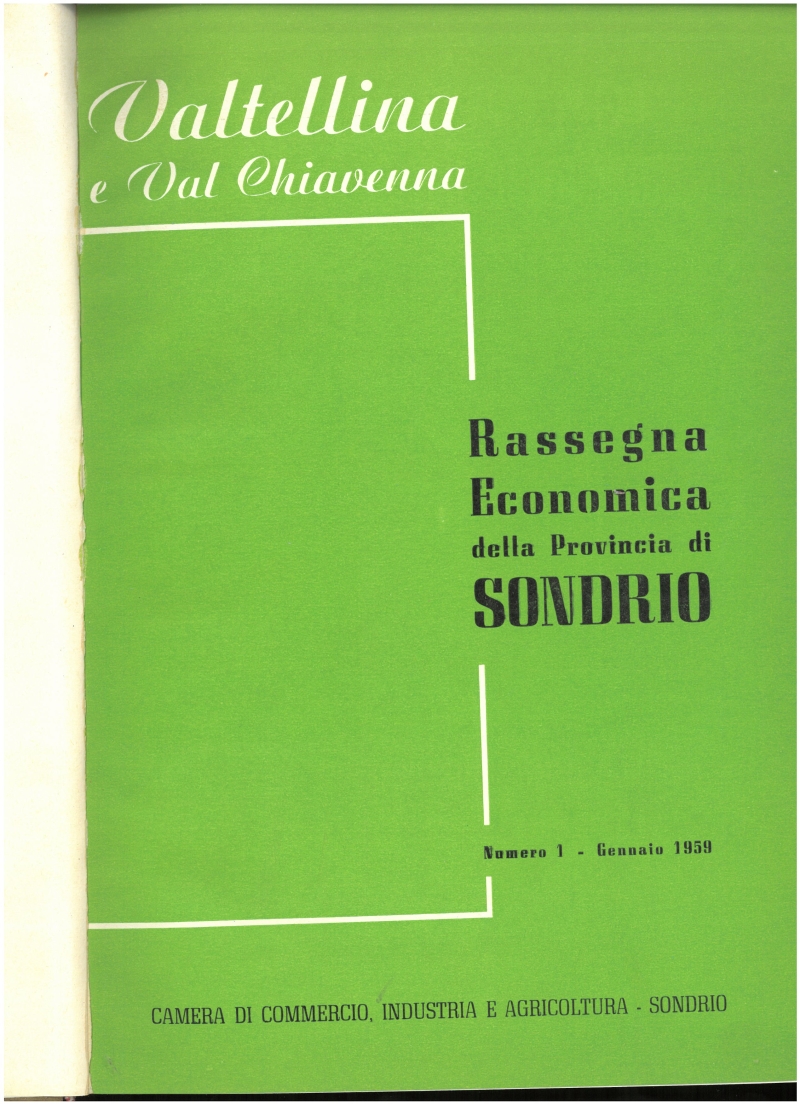 Valtellina
e Val Chiavenna
Rassegna
Economica
della Provincia di
SONDRIO
Numero 1 - Gennaio 1959
CAMERA DI COMMERCIO, INDUSTRIA E AGRICOLTURA - SONDRIO